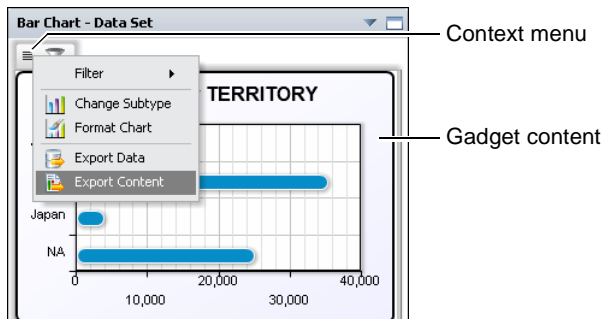 Bar Chart - Data Set
Context menu
Filter
TERRITORY
Change Subtype
Format Chart
Gadget content
Export Data
Export Content
Japan
NA
0
20,000
40,000
10,000
30,000